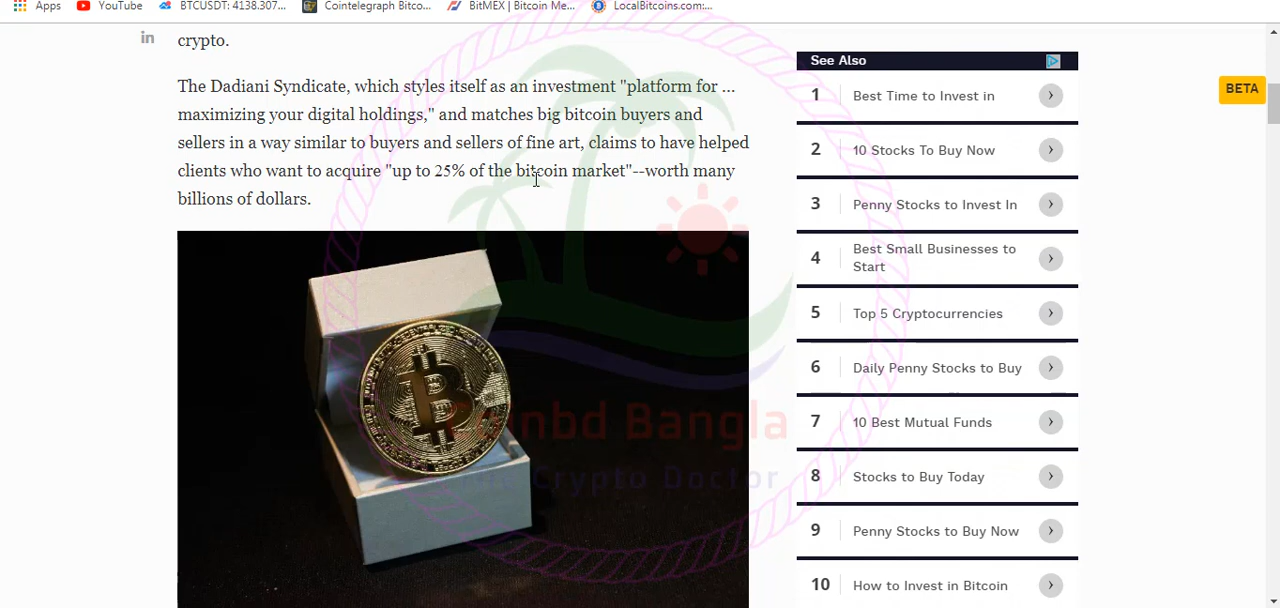 Apps YouTube BTCUSDT: 4138.307... Cointelegraph Bitco... BitMEX | Bitcoin Me... LocalBitcoins.com:...
in
crypto.
The Dadiani Syndicate, which styles itself as an investment "platform for ...
maximizing your digital holdings," and matches big bitcoin buyers and
sellers in a way similar to buyers and sellers of fine art, claims to have helped
clients who want to acquire "up to 25% of the bitcoin market"--worth many
billions of dollars.
See Also
1 Best Time to Invest in
2 10 Stocks To Buy Now
3 Penny Stocks to Invest In
4 Best Small Businesses to
Start
5 Top 5 Cryptocurrencies
6 Daily Penny Stocks to Buy
7 10 Best Mutual Funds
8 Stocks to Buy Today
9 Penny Stocks to Buy Now
10 How to Invest in Bitcoin
BETA
Bangla
Crypto Doctor